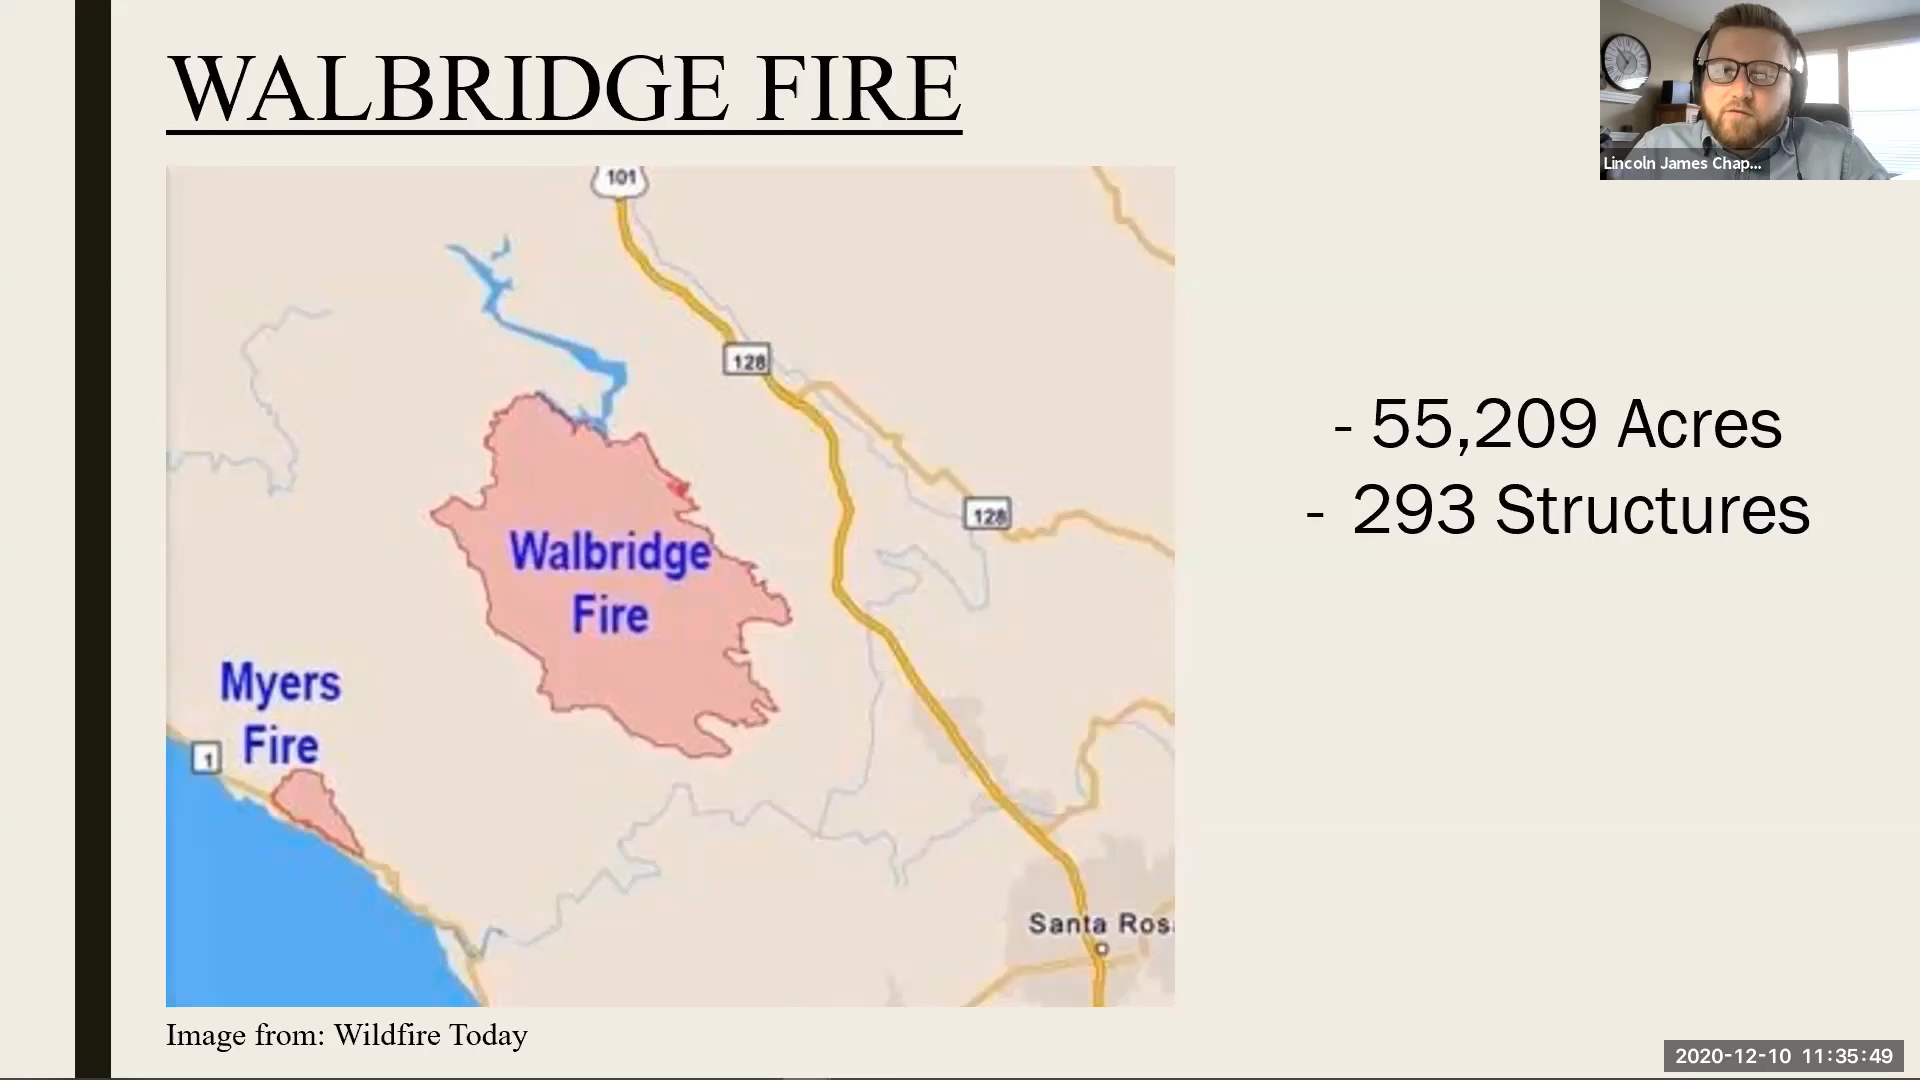 WALBRIDGE FIRE
Lincoln James Chap...
101
128
128
Walbridge
Fire
Myers
Fire
1
Santa Ros
- 55,209 Acres
- 293 Structures
Image from: Wildfire Today
2020-12-10 11:35:49